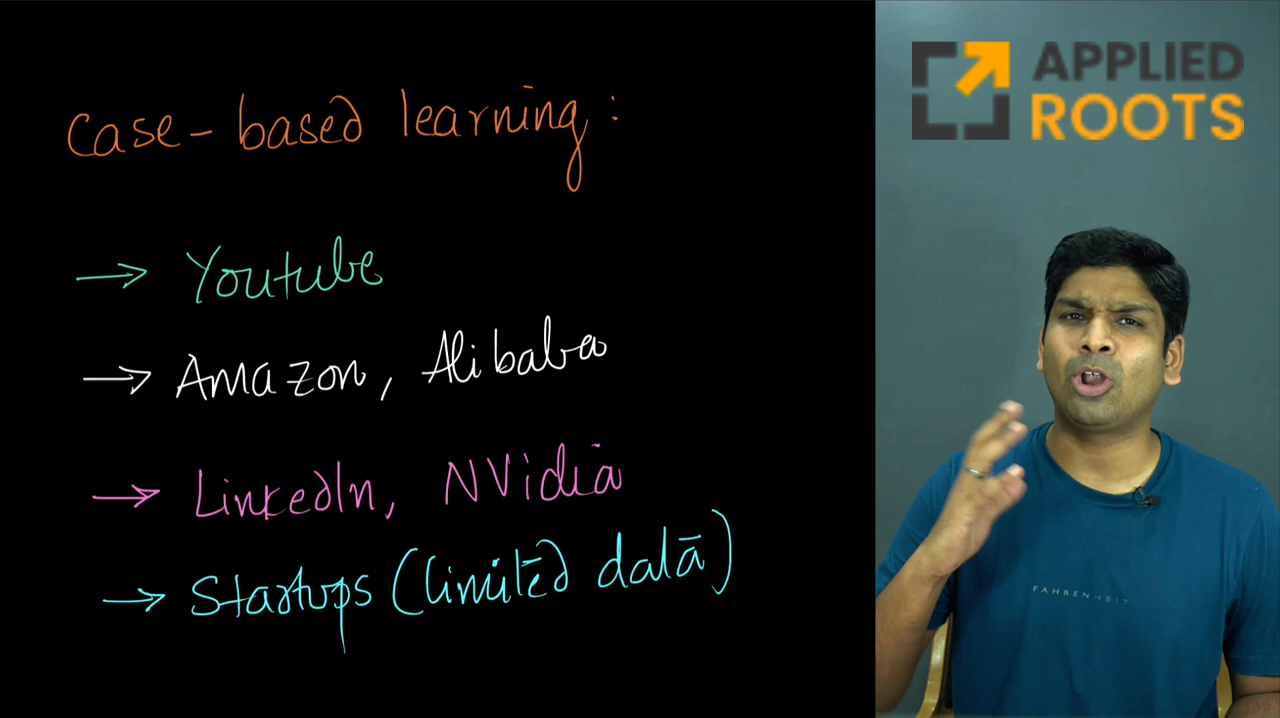 case-based learning:
→ Youtube
→ Amazon, Alibaba
→ LinkedIn, NVidia
→ Startups (limited data)
APPLIED
ROOTS
FAHRENHEIT